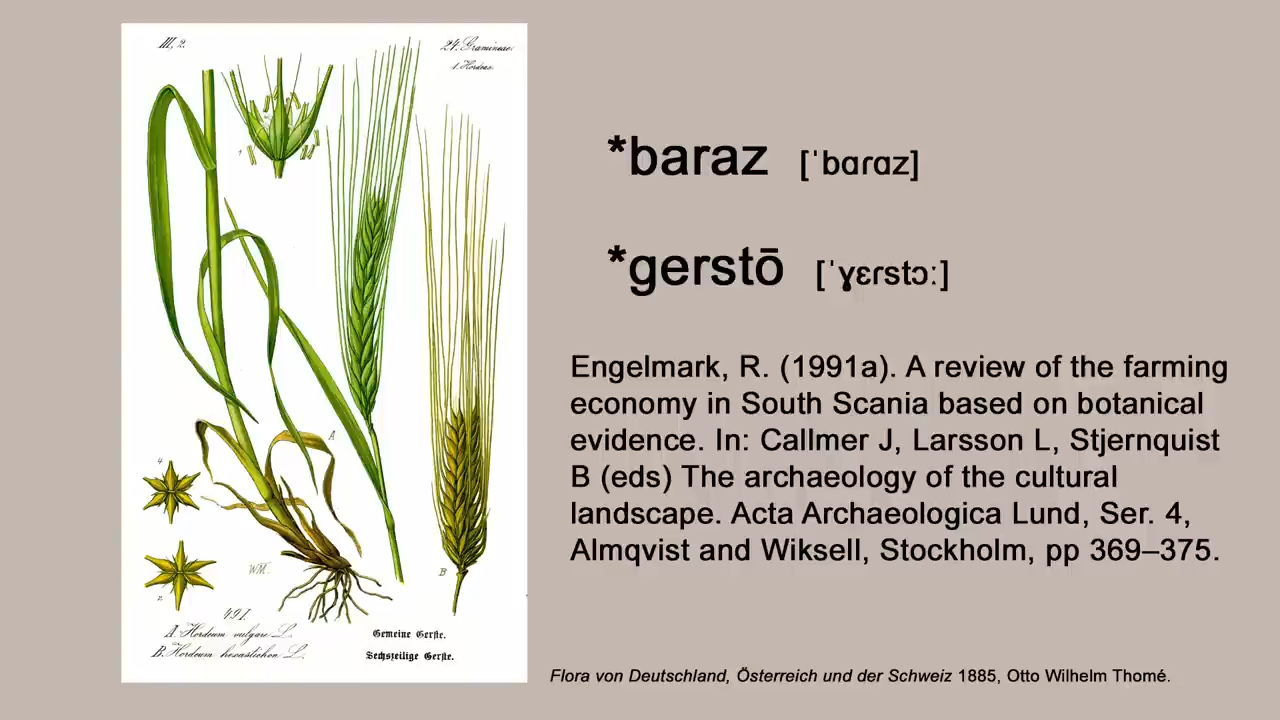 III, 2.
24. Gramineae.
1. Hordeae.
*baraz [ˈbɑrɑz]
*gerstō [ˈɣɛrstɔː]
Engelmark, R. (1991a). A review of the farming
economy in South Scania based on botanical
evidence. In: Callmer J, Larsson L, Stjernquist
B (eds) The archaeology of the cultural
landscape. Acta Archaeologica Lund, Ser. 4,
Almqvist and Wiksell, Stockholm, pp 369–375.
A
B
WM.
491
A. Hordeum vulgare L.
B. Hordeum hexastichon L.
Gemeine Gerſte.
Sechszeilige Gerſte.
Flora von Deutschland, Österreich und der Schweiz 1885, Otto Wilhelm Thomé.